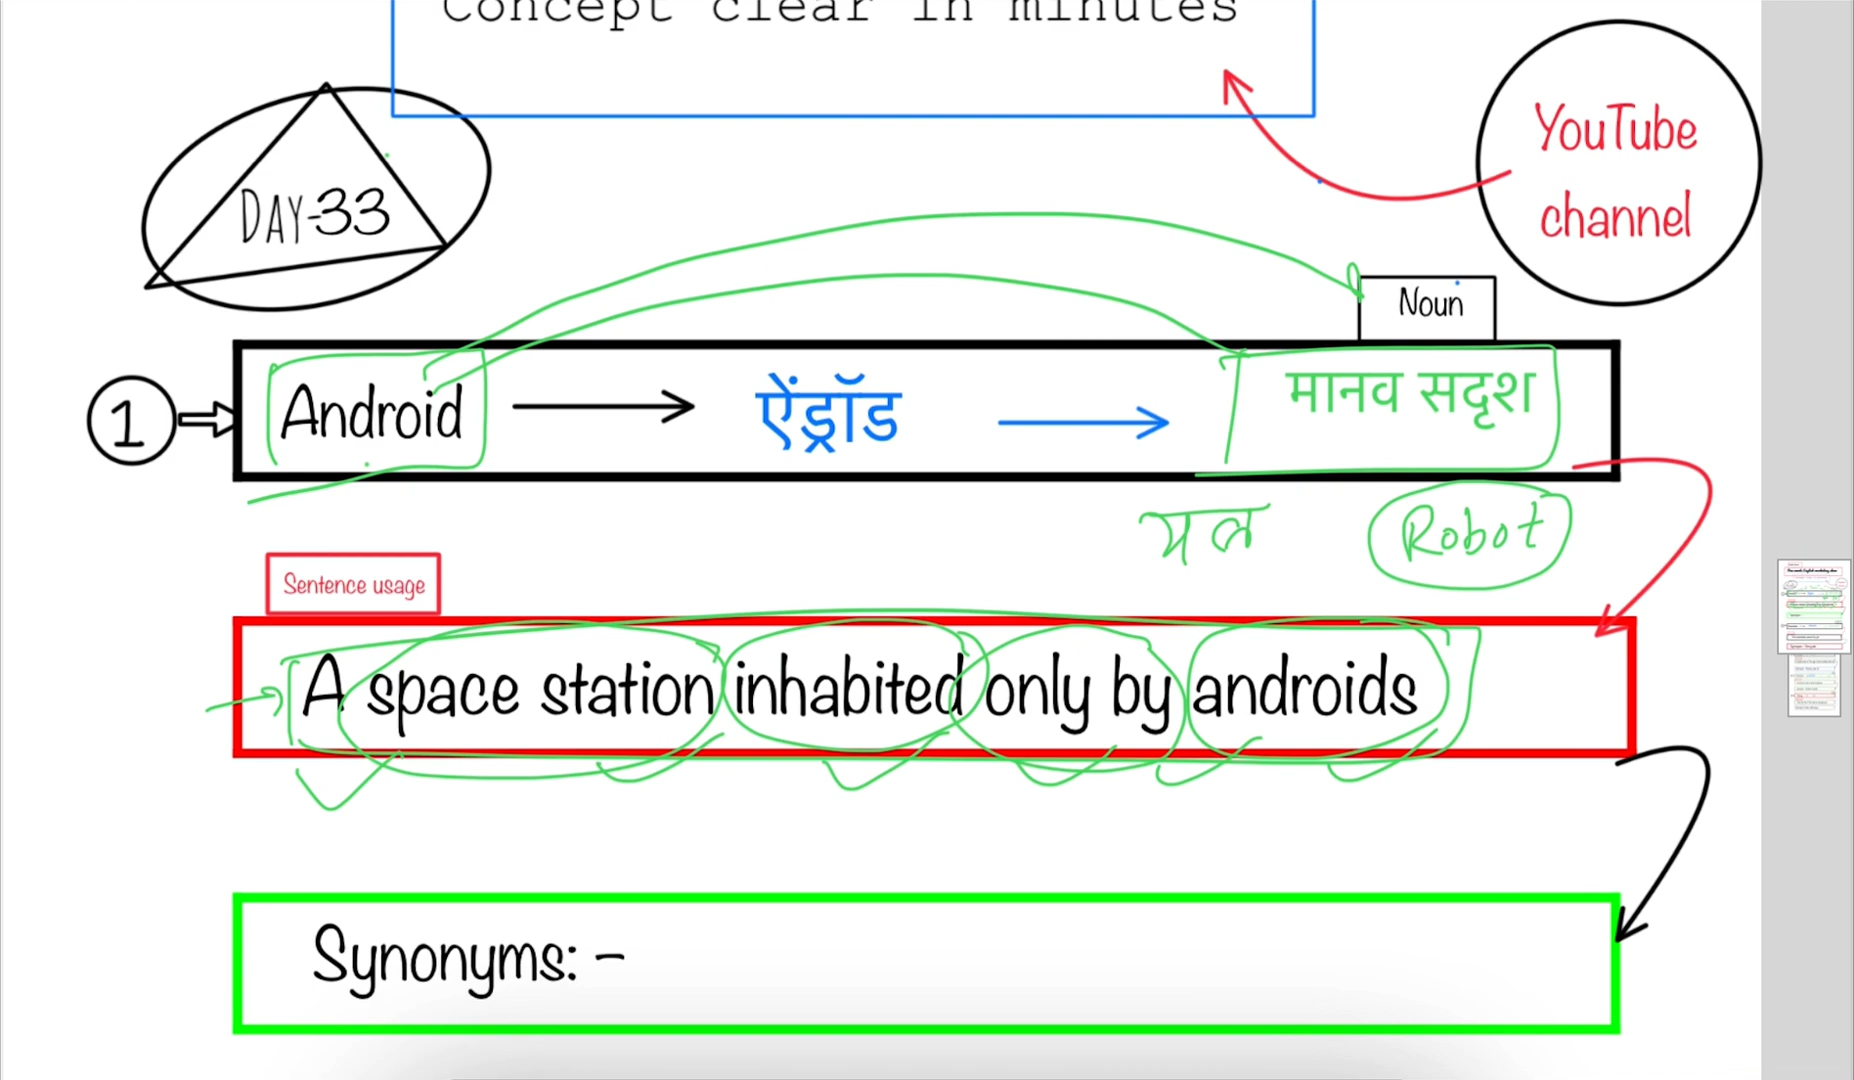 Concept clear in minutes
YouTube
channel
DAY-33
Noun
1
Android
ऐंड्रॉड
मानव सदृश
Robot
Sentence usage
A space station inhabited only by androids
Synonyms: -